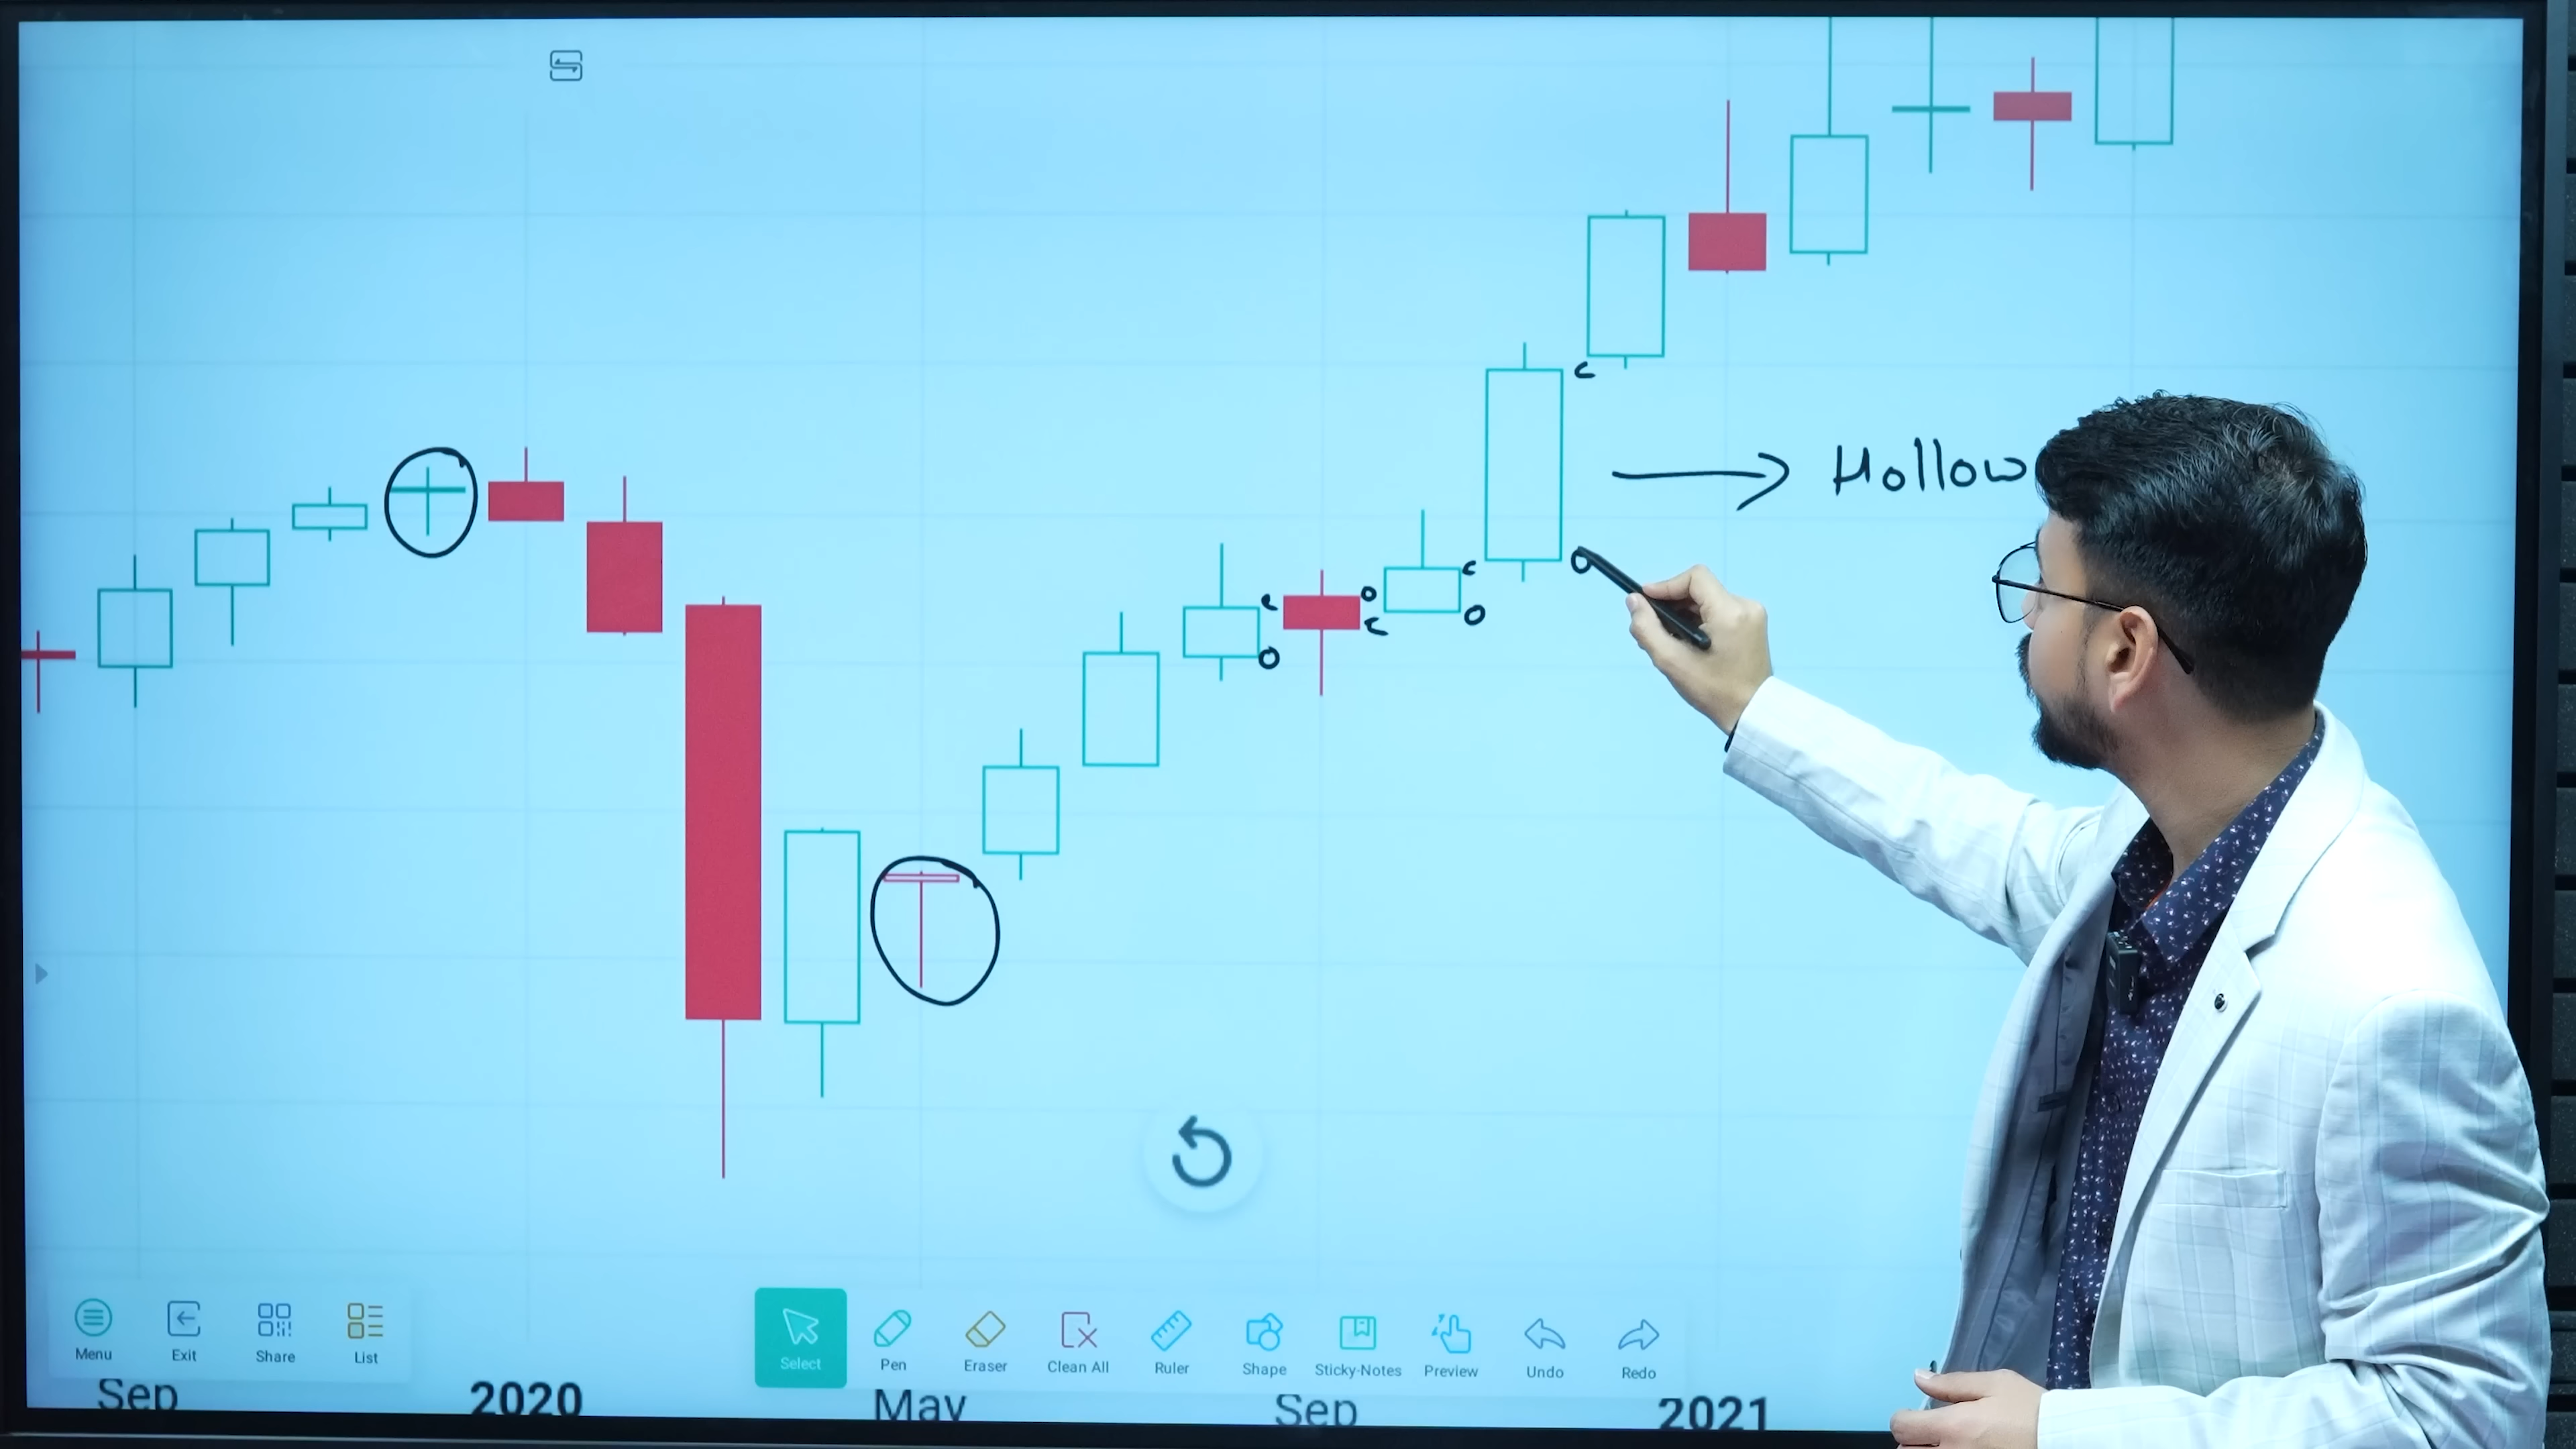 c
Hollow
c
o
o
c
c
o
o
Menu
Exit
Share
List
Select
Pen
Eraser
Clean All
Ruler
Shape
Sticky-Notes
Preview
Undo
Redo
Sep
2020
May
Sep
2021